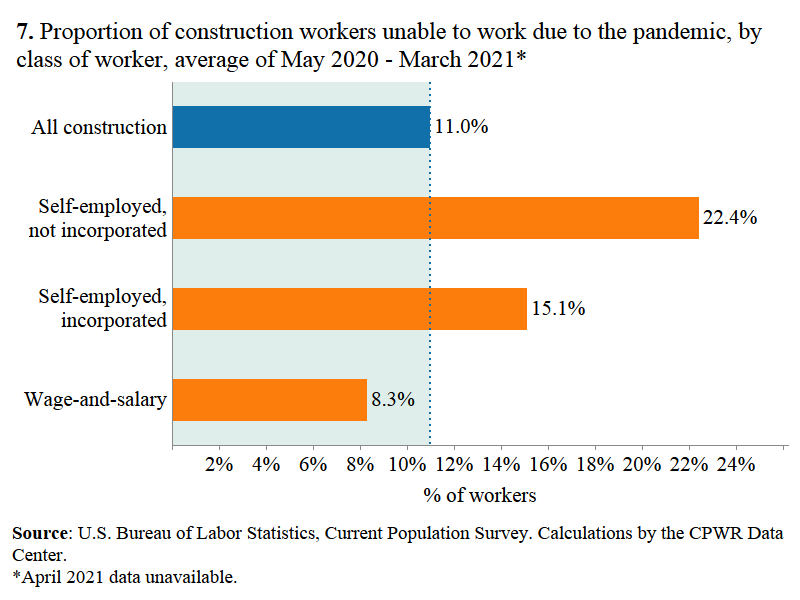 7. Proportion of construction workers unable to work due to the pandemic, by
class of worker, average of May 2020 - March 2021*
All construction
11.0%
Self-employed,
not incorporated
22.4%
Self-employed,
incorporated
15.1%
Wage-and-salary
8.3%
2% 4% 6% 8% 10% 12% 14% 16% 18% 20% 22% 24%
% of workers
Source: U.S. Bureau of Labor Statistics, Current Population Survey. Calculations by the CPWR Data
Center.
*April 2021 data unavailable.